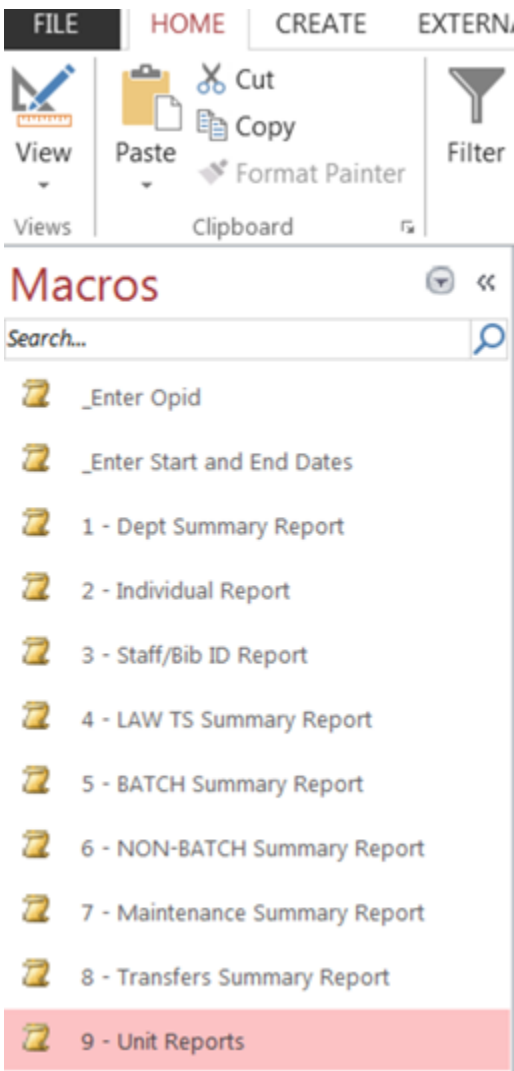 FILE HOME CREATE EXTERNA
Cut
Copy
View Paste Format Painter Filter
Views Clipboard
Macros
Search...
_Enter Opid
_Enter Start and End Dates
1 - Dept Summary Report
2 - Individual Report
3 - Staff/Bib ID Report
4 - LAW TS Summary Report
5 - BATCH Summary Report
6 - NON-BATCH Summary Report
7 - Maintenance Summary Report
8 - Transfers Summary Report
9 - Unit Reports